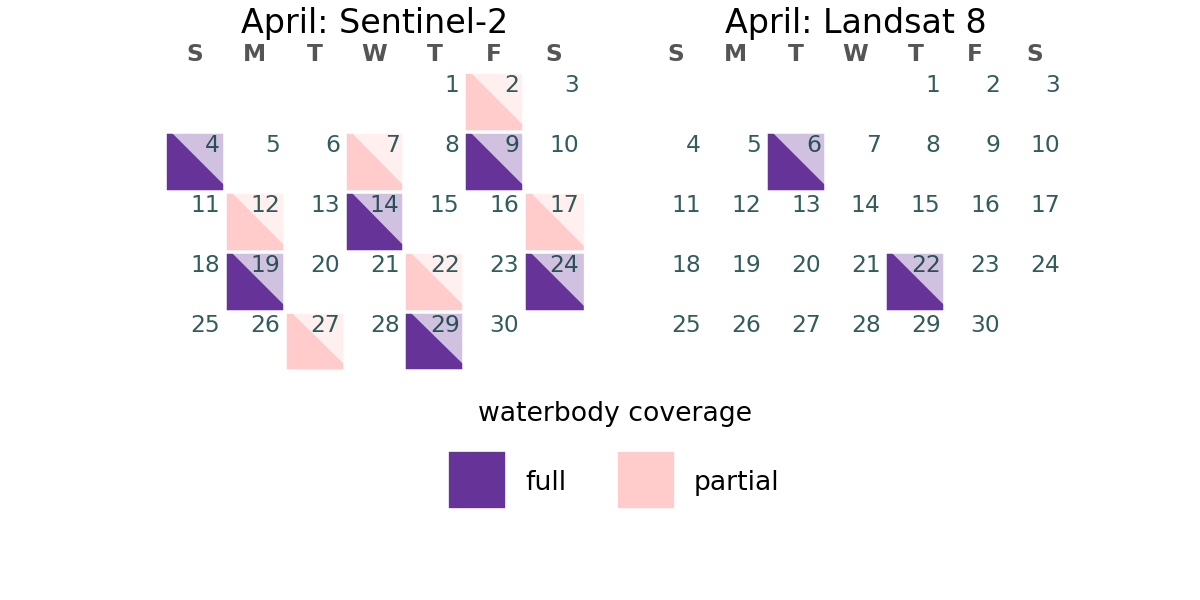 April: Sentinel-2
S M T W T F S
1 2 3
4 5 6 7 8 9 10
11 12 13 14 15 16 17
18 19 20 21 22 23 24
25 26 27 28 29 30
April: Landsat 8
S M T W T F S
1 2 3
4 5 6 7 8 9 10
11 12 13 14 15 16 17
18 19 20 21 22 23 24
25 26 27 28 29 30
waterbody coverage
full
partial